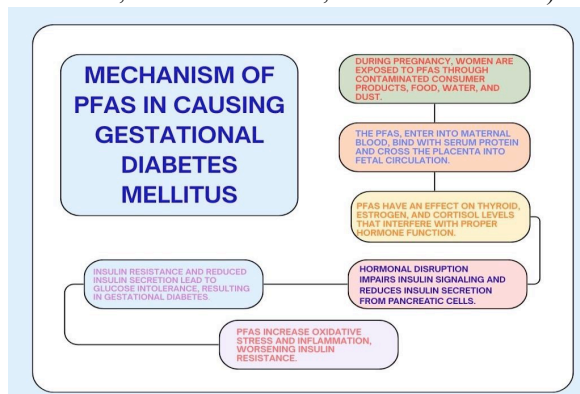 MECHANISM OF
PFAS IN CAUSING
GESTATIONAL
DIABETES
MELLITUS
DURING PREGNANCY, WOMEN ARE
EXPOSED TO PFAS THROUGH
CONTAMINATED CONSUMER
PRODUCTS, FOOD, WATER, AND
DUST.
THE PFAS, ENTER INTO MATERNAL
BLOOD, BIND WITH SERUM PROTEIN
AND CROSS THE PLACENTA INTO
FETAL CIRCULATION.
PFAS HAVE AN EFFECT ON THYROID,
ESTROGEN, AND CORTISOL LEVELS
THAT INTERFERE WITH PROPER
HORMONE FUNCTION.
HORMONAL DISRUPTION
IMPAIRS INSULIN SIGNALING AND
REDUCES INSULIN SECRETION
FROM PANCREATIC CELLS.
INSULIN RESISTANCE AND REDUCED
INSULIN SECRETION LEAD TO
GLUCOSE INTOLERANCE, RESULTING
IN GESTATIONAL DIABETES.
PFAS INCREASE OXIDATIVE
STRESS AND INFLAMMATION,
WORSENING INSULIN
RESISTANCE.